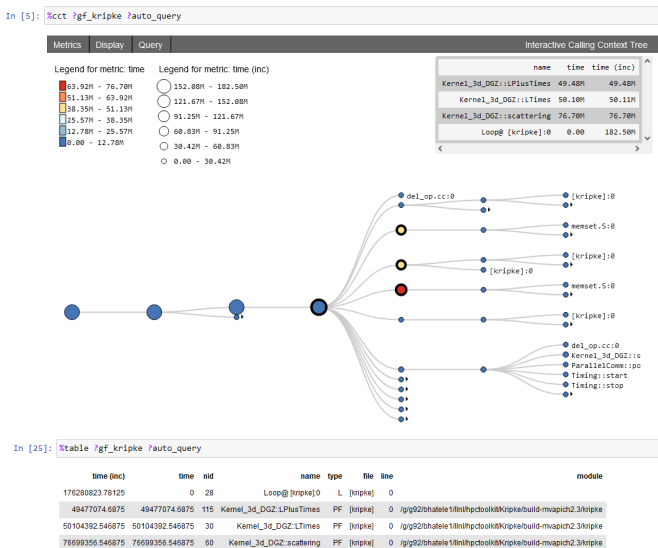 In [5]: %cct ?gf_kripke ?auto_query
Metrics Display Query Interactive Calling Context Tree
Legend for metric: time Legend for metric: time (inc)
63.92M - 76.70M
51.13M - 63.92M
38.35M - 51.13M
25.57M - 38.35M
12.78M - 25.57M
0.00 - 12.78M
152.08M - 182.50M
121.67M - 152.08M
91.25M - 121.67M
60.83M - 91.25M
30.42M - 60.83M
0.00 - 30.42M
name time time (inc)
Kernel_3d_DGZ::LPlusTimes 49.48M 49.48M
Kernel_3d_DGZ::LTimes 50.10M 50.11M
Kernel_3d_DGZ::scattering 76.70M 76.70M
Loop@ [kripke]:0 0.00 182.50M
del_op.cc:0
[kripke]:0
memset.S:0
[kripke]:0
[kripke]:0
memset.S:0
[kripke]:0
del_op.cc:0
Kernel_3d_DGZ::s
ParallelComm::po
Timing::start
Timing::stop
In [25]: %table ?gf_kripke ?auto_query
time (inc) time nid name type file line module
176280823.78125 0 28 Loop@ [kripke]:0 L [kripke] 0
49477074.6875 49477074.6875 115 Kernel_3d_DGZ::LPlusTimes PF [kripke] 0 /g/g92/bhatele1/llnl/hpctoolkit/Kripke/build-mvapich2.3/kripke
50104392.546875 50104392.546875 30 Kernel_3d_DGZ::LTimes PF [kripke] 0 /g/g92/bhatele1/llnl/hpctoolkit/Kripke/build-mvapich2.3/kripke
76699356.546875 76699356.546875 60 Kernel_3d_DGZ::scattering PF [kripke] 0 /g/g92/bhatele1/llnl/hpctoolkit/Kripke/build-mvapich2.3/kripke